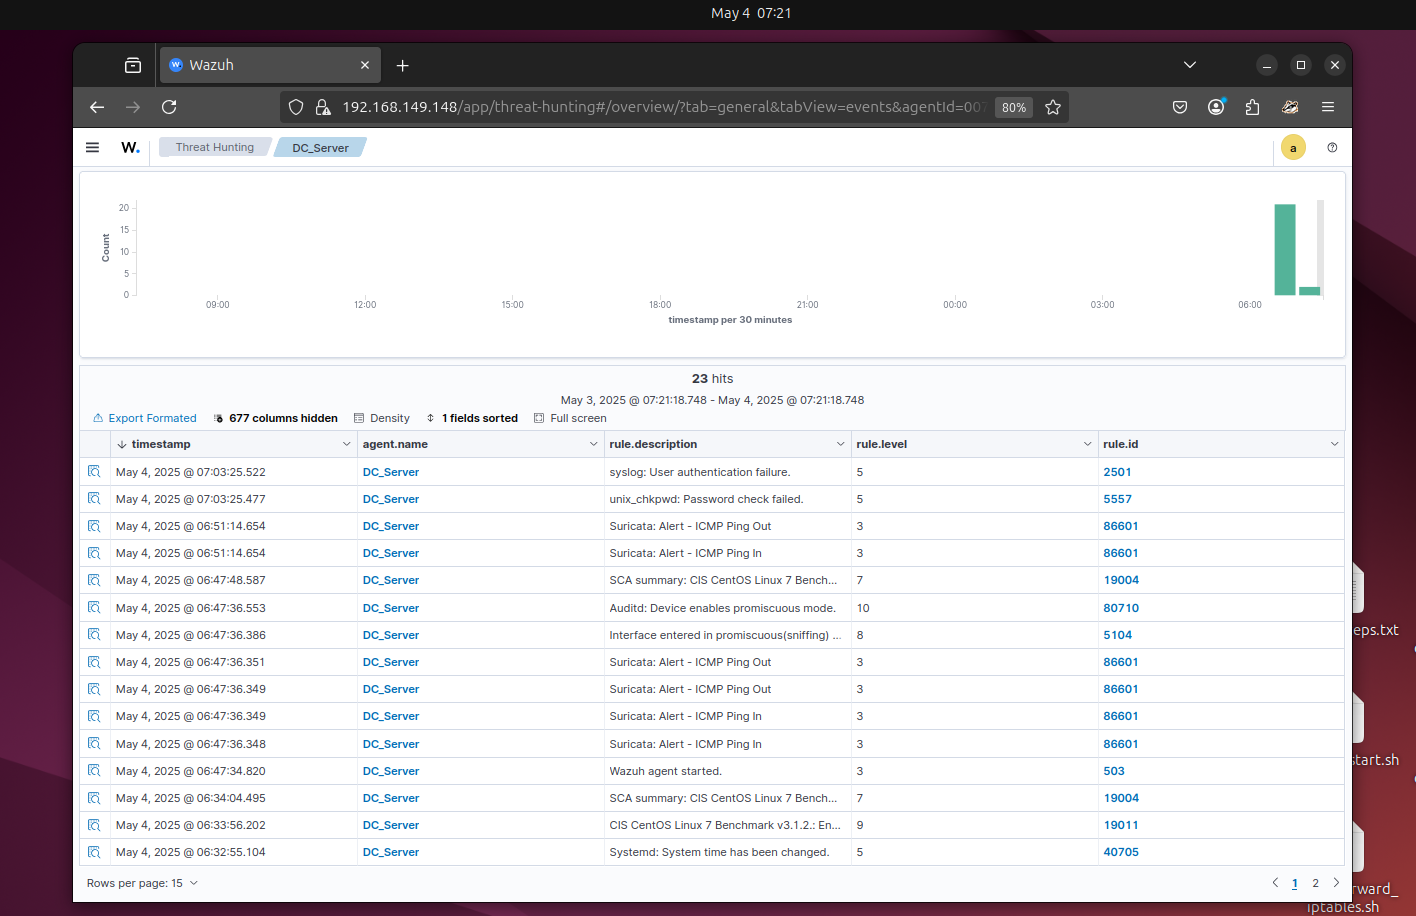 May 4 07:21
Wazuh
192.168.149.148/app/threat-hunting#/overview/?tab=general&tabView=events&agentId=007
80%
W. Threat Hunting DC_Server a
20
15
10
5
0
Count
09:00 12:00 15:00 18:00 21:00 00:00 03:00 06:00
timestamp per 30 minutes
23 hits
May 3, 2025 @ 07:21:18.748 - May 4, 2025 @ 07:21:18.748
Export Formated 677 columns hidden Density 1 fields sorted Full screen
timestamp agent.name rule.description rule.level rule.id
May 4, 2025 @ 07:03:25.522 DC_Server syslog: User authentication failure. 5 2501
May 4, 2025 @ 07:03:25.477 DC_Server unix_chkpwd: Password check failed. 5 5557
May 4, 2025 @ 06:51:14.654 DC_Server Suricata: Alert - ICMP Ping Out 3 86601
May 4, 2025 @ 06:51:14.654 DC_Server Suricata: Alert - ICMP Ping In 3 86601
May 4, 2025 @ 06:47:48.587 DC_Server SCA summary: CIS CentOS Linux 7 Bench... 7 19004
May 4, 2025 @ 06:47:36.553 DC_Server Auditd: Device enables promiscuous mode. 10 80710
May 4, 2025 @ 06:47:36.386 DC_Server Interface entered in promiscuous(sniffing) ... 8 5104
May 4, 2025 @ 06:47:36.351 DC_Server Suricata: Alert - ICMP Ping Out 3 86601
May 4, 2025 @ 06:47:36.349 DC_Server Suricata: Alert - ICMP Ping Out 3 86601
May 4, 2025 @ 06:47:36.349 DC_Server Suricata: Alert - ICMP Ping In 3 86601
May 4, 2025 @ 06:47:36.348 DC_Server Suricata: Alert - ICMP Ping In 3 86601
May 4, 2025 @ 06:47:34.820 DC_Server Wazuh agent started. 3 503
May 4, 2025 @ 06:34:04.495 DC_Server SCA summary: CIS CentOS Linux 7 Bench... 7 19004
May 4, 2025 @ 06:33:56.202 DC_Server CIS CentOS Linux 7 Benchmark v3.1.2.: En... 9 19011
May 4, 2025 @ 06:32:55.104 DC_Server Systemd: System time has been changed. 5 40705
Rows per page: 15 1 2
eps.txt
start.sh
rward_
iptables.sh